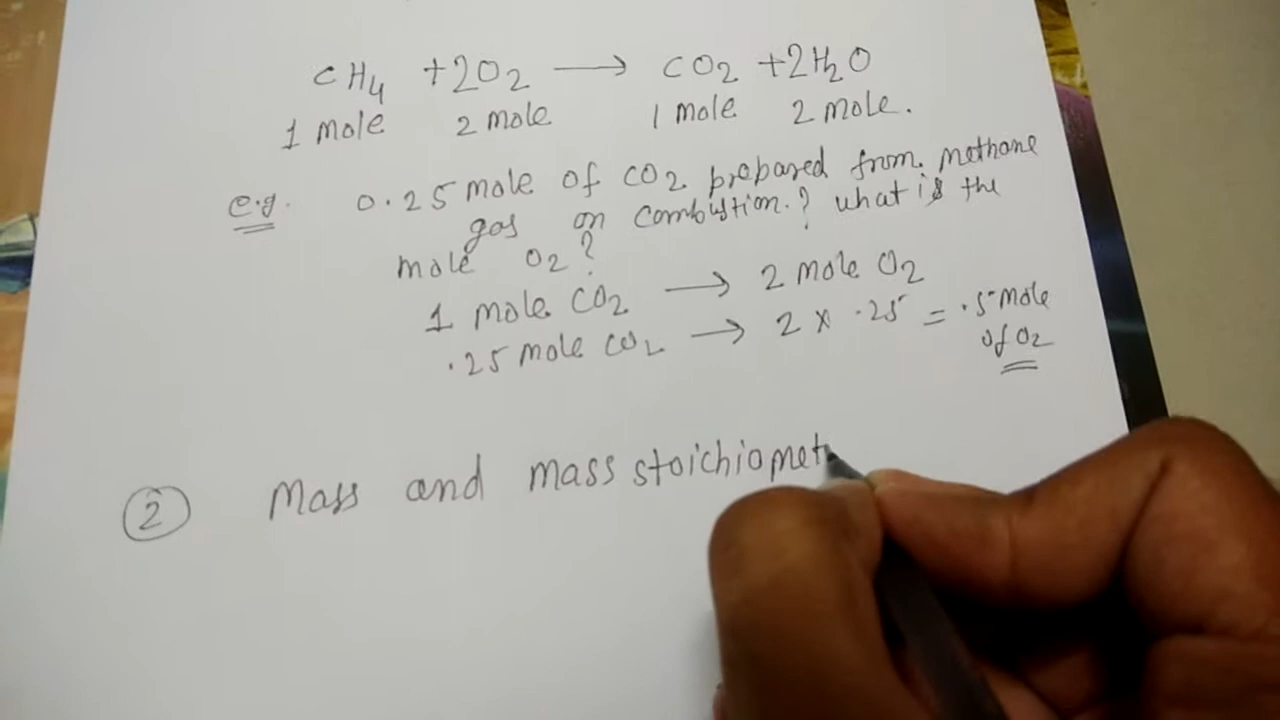 CH4 +2O2 → CO2 +2H2O
1 mole 2 mole 1 mole 2 mole.
e.g. 0.25 mole of CO2 prepared from methane
gas on combustion.? what is the
mole O2?
1 mole CO2 → 2 mole O2
.25 mole CO2 → 2 × .25 = .5 mole
of O2
2 Mass and mass stoichiomet